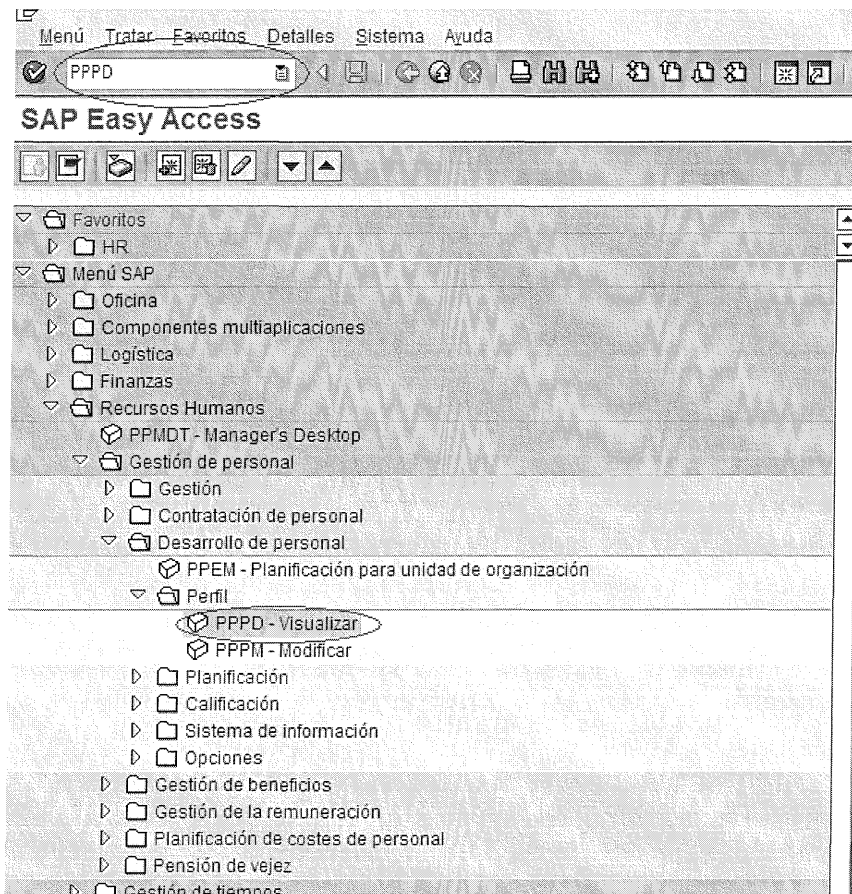 Menú Tratar Favoritos Detalles Sistema Ayuda
PPPD
SAP Easy Access
Favoritos
HR
Menú SAP
Oficina
Componentes multiaplicaciones
Logística
Finanzas
Recursos Humanos
PPMDT - Manager's Desktop
Gestión de personal
Gestión
Contratación de personal
Desarrollo de personal
PPEM - Planificación para unidad de organización
Perfil
PPPD - Visualizar
PPPM - Modificar
Planificación
Calificación
Sistema de información
Opciones
Gestión de beneficios
Gestión de la remuneración
Planificación de costes de personal
Pensión de vejez
Gestión de tiempos